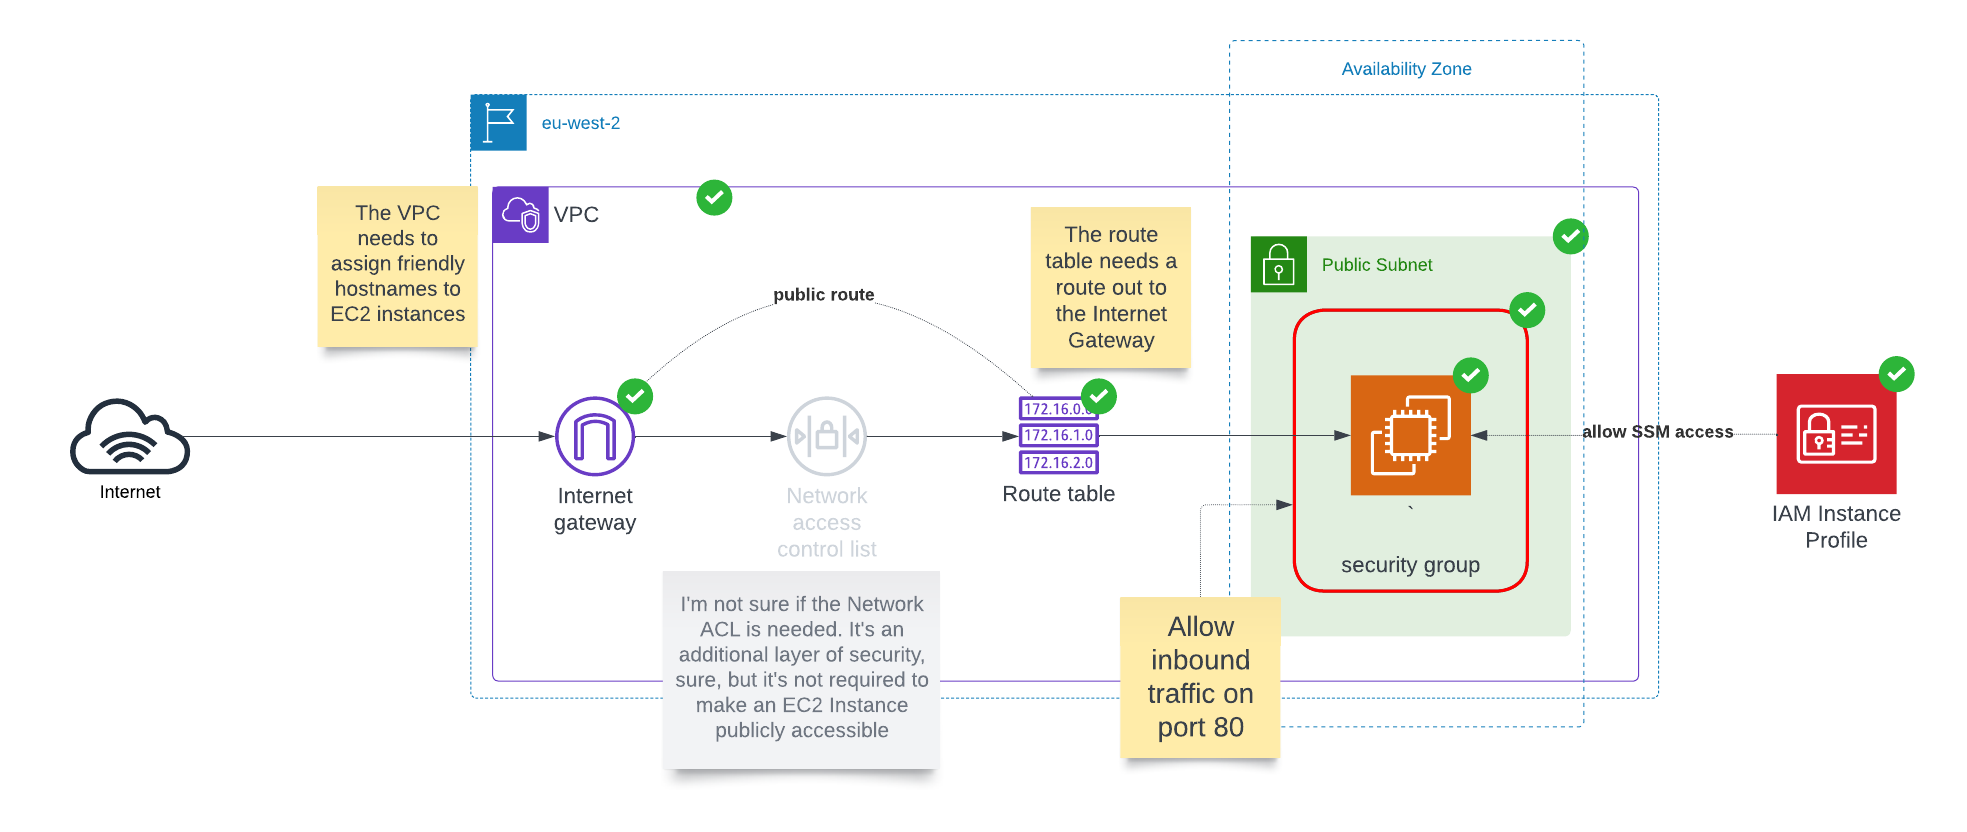 Availability Zone
eu-west-2
The VPC
needs to
assign friendly
hostnames to
EC2 instances
VPC
The route
table needs a
route out to
the Internet
Gateway
Public Subnet
public route
172.16.0.0
172.16.1.0
172.16.2.0
allow SSM access
Internet
Internet
gateway
Network
access
control list
Route table
`
security group
IAM Instance
Profile
I'm not sure if the Network
ACL is needed. It's an
additional layer of security,
sure, but it's not required to
make an EC2 Instance
publicly accessible
Allow
inbound
traffic on
port 80